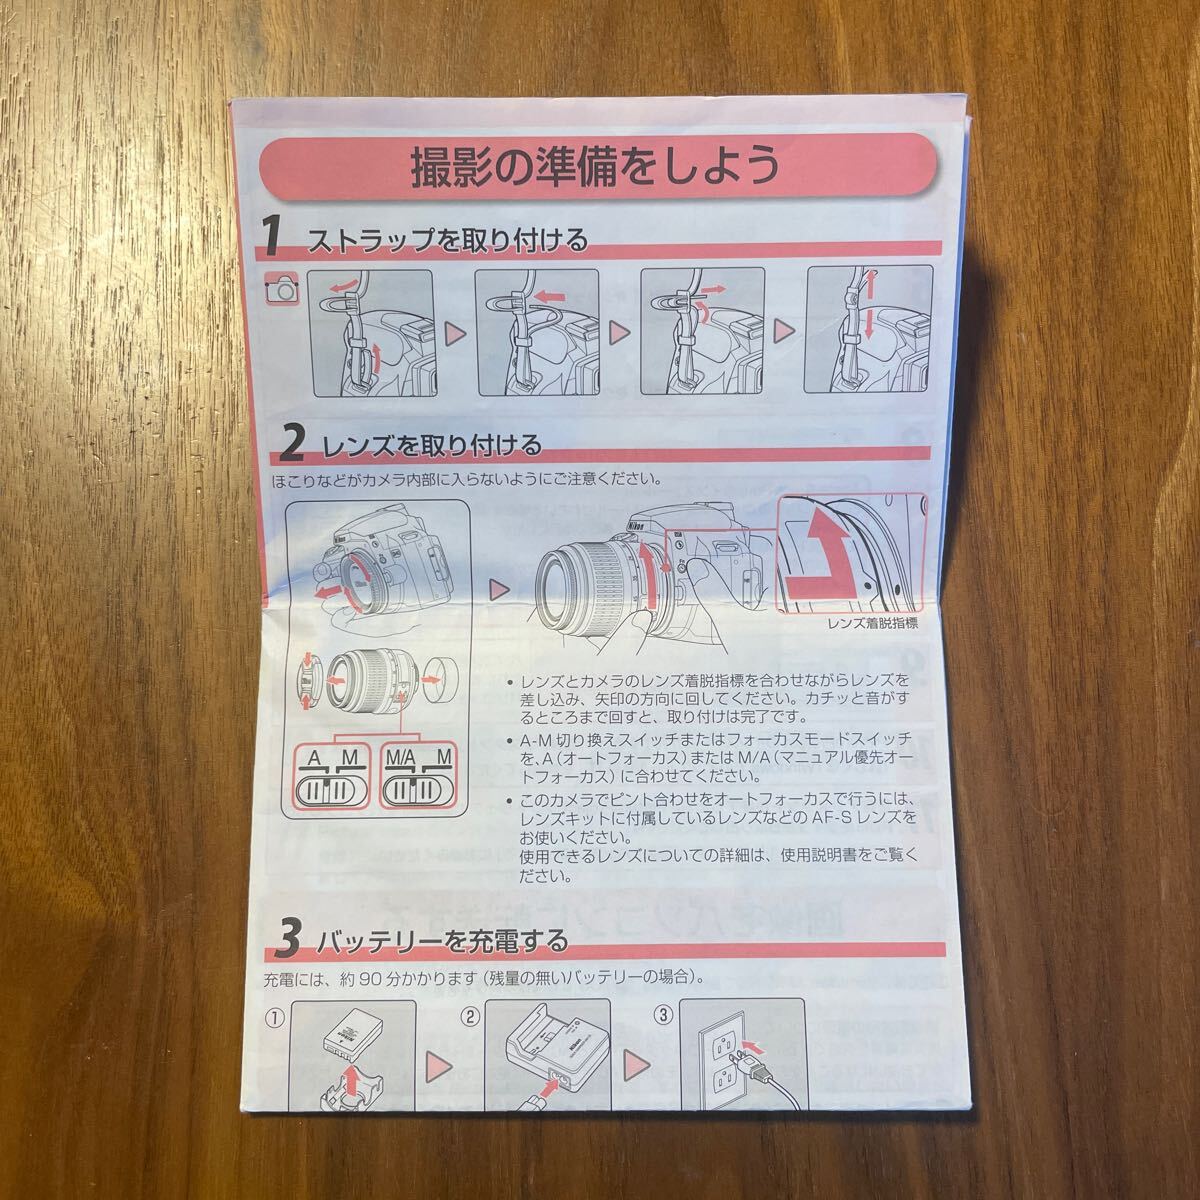 撮影の準備をしよう
1 ストラップを取り付ける
2 レンズを取り付ける
ほこりなどがカメラ内部に入らないようにご注意ください。
Nikon
Nikon
レンズ着脱指標
A M
M/A M
• レンズとカメラのレンズ着脱指標を合わせながらレンズを
差し込み、矢印の方向に回してください。カチッと音がす
るところまで回すと、取り付けは完了です。
• A-M 切り換えスイッチまたはフォーカスモードスイッチ
を、A（オートフォーカス）または M/A（マニュアル優先オー
トフォーカス）に合わせてください。
• このカメラでピント合わせをオートフォーカスで行うには、
レンズキットに付属しているレンズなどの AF-S レンズを
お使いください。
使用できるレンズについての詳細は、使用説明書をご覧く
ださい。
3 バッテリーを充電する
充電には、約 90 分かかります（残量の無いバッテリーの場合）。
① ② ③
Nikon
Nikon